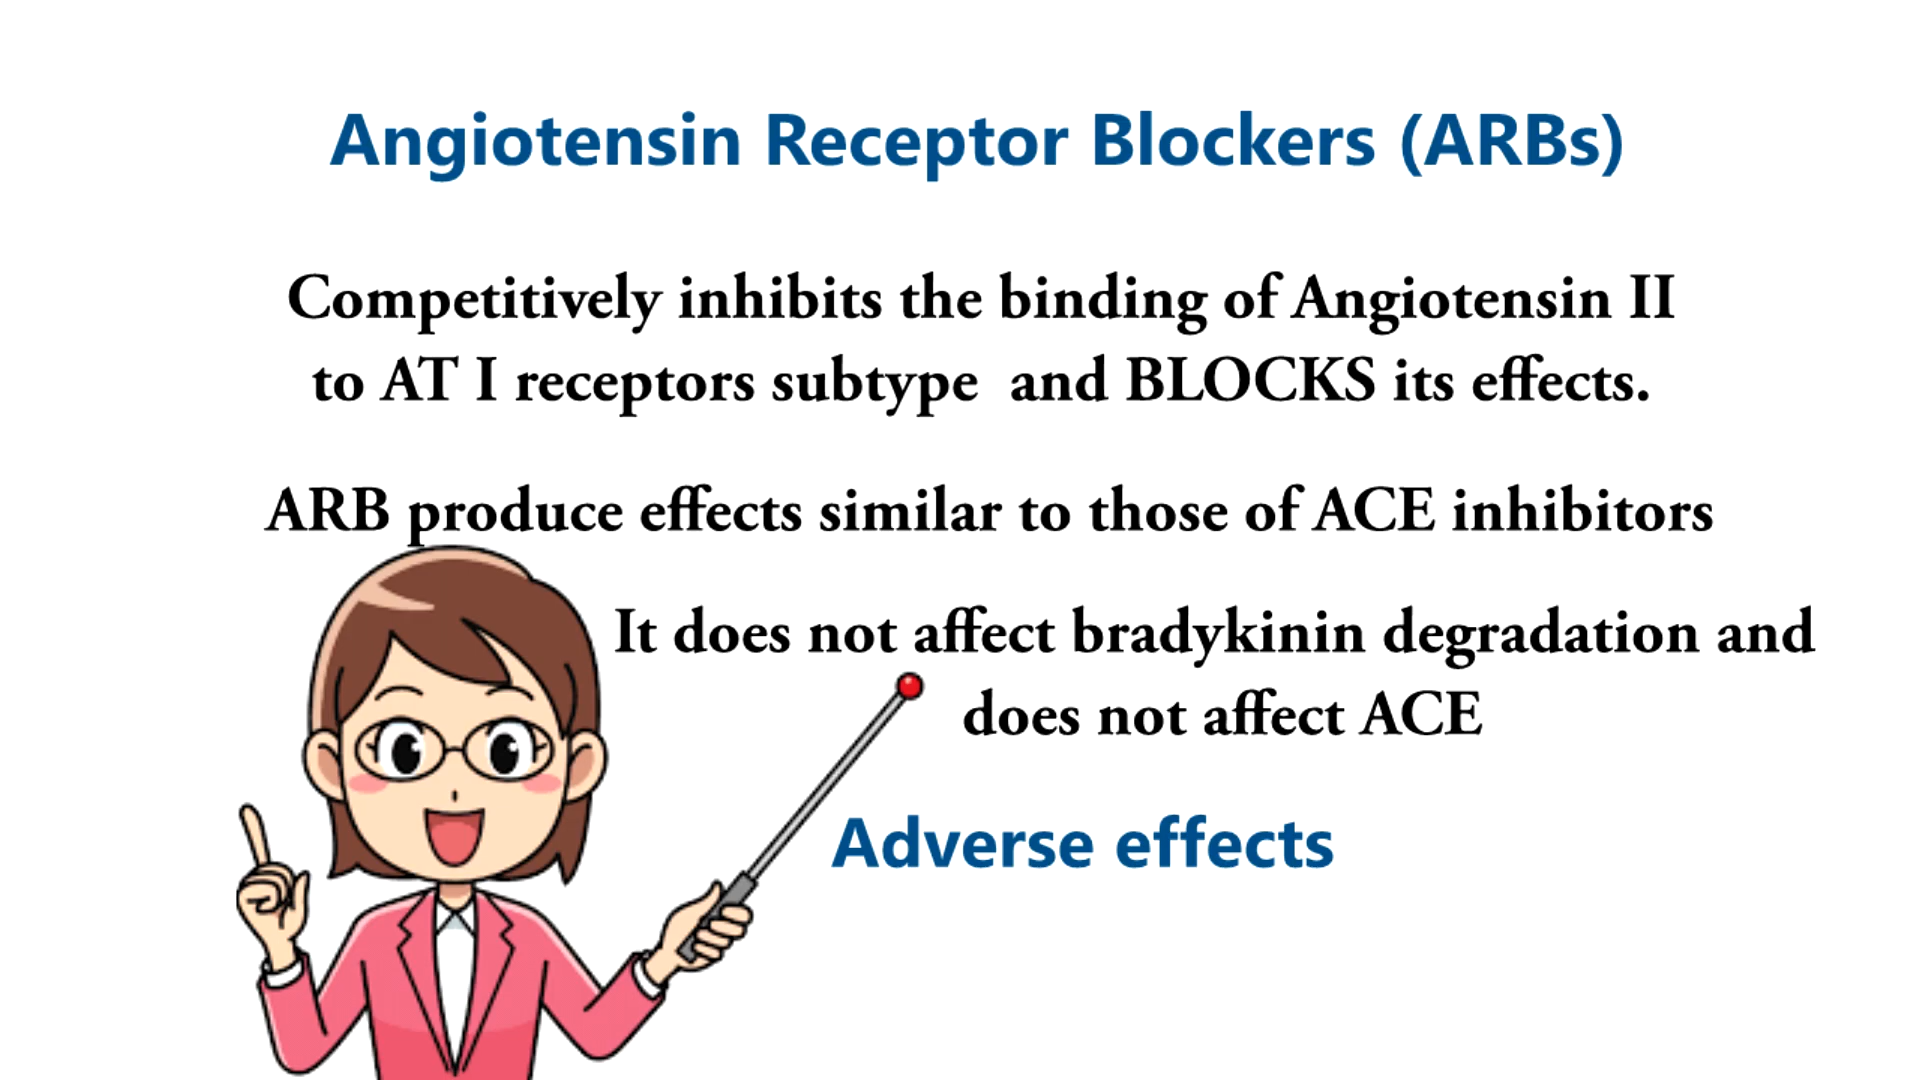 Angiotensin Receptor Blockers (ARBs)
Competitively inhibits the binding of Angiotensin II
to AT I receptors subtype and BLOCKS its effects.
ARB produce effects similar to those of ACE inhibitors
It does not affect bradykinin degradation and
does not affect ACE
Adverse effects